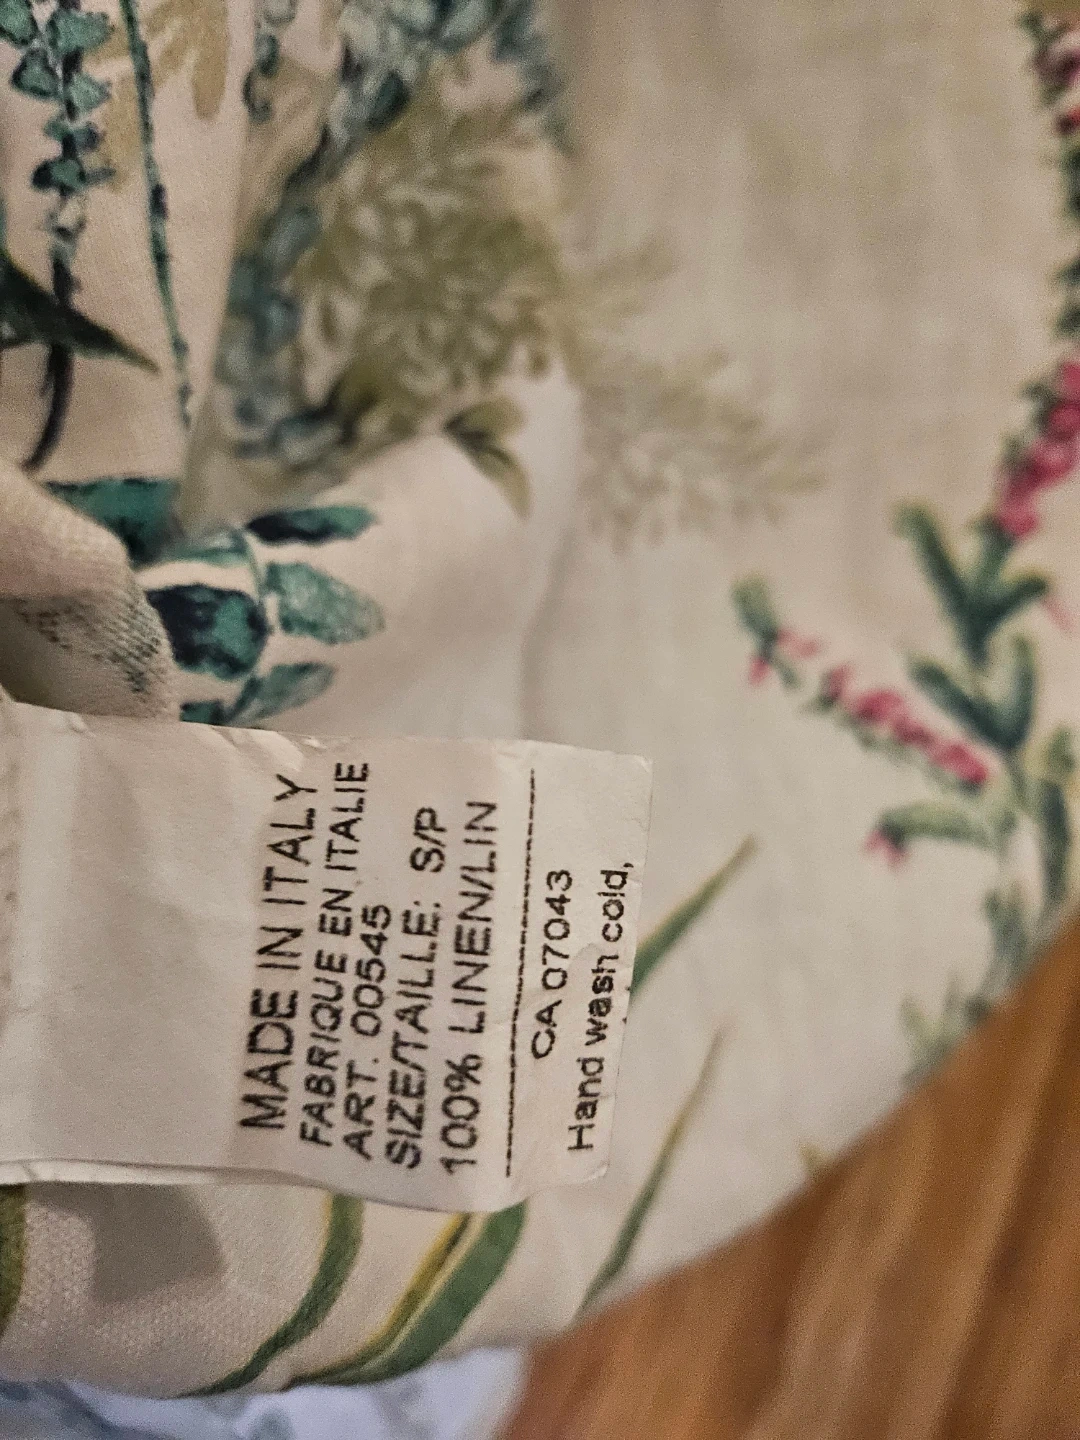 MADE IN ITALY
FABRIQUE EN ITALIE
ART. 00545
SIZE/TAILLE: S/P
100% LINEN/LIN
CA 07043
Hand wash cold,